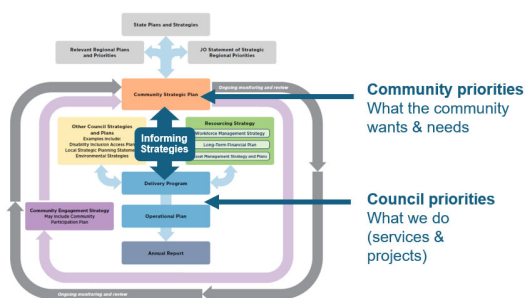 State Plans and Strategies
Relevant Regional Plans
and Priorities
JO Statement of Strategic
Regional Priorities
Ongoing monitoring and review
Community Strategic Plan
Community priorities
What the community
wants & needs
Other Council Strategies
and Plans
Examples include:
Disability Inclusion Access Plan
Local Strategic Planning Statement
Environmental Strategies
Informing
Strategies
Resourcing Strategy
Workforce Management Strategy
Long-Term Financial Plan
Management Strategy and Plans
Delivery Program
Council priorities
What we do
(services &
projects)
Community Engagement Strategy
May include Community
Participation Plan
Operational Plan
Annual Report
Ongoing monitoring and review